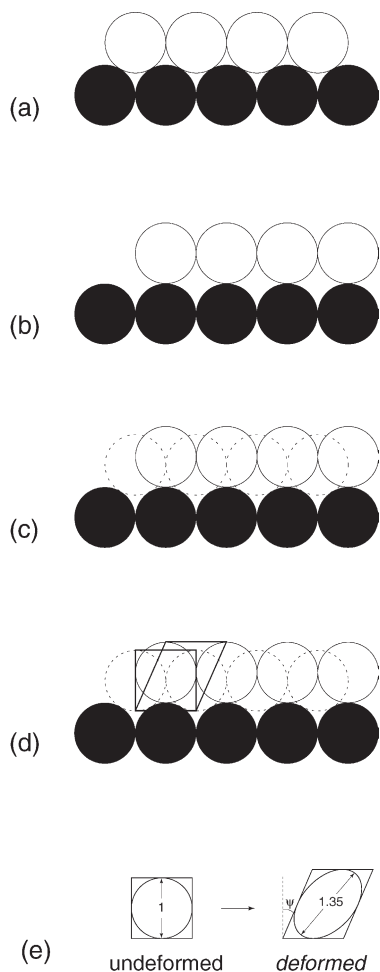 (a)
(b)
(c)
(d)
(e)
1
ψ
1.35
undeformed
deformed